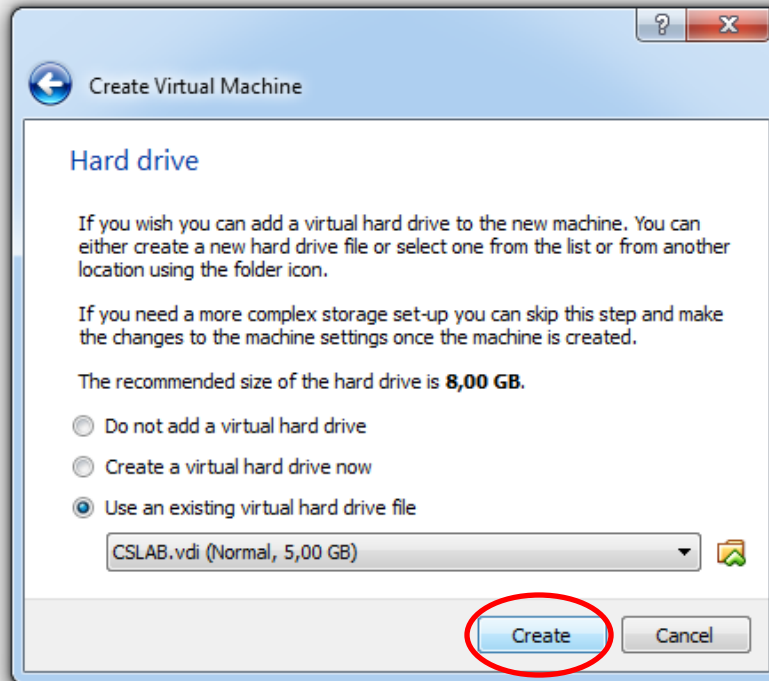 ?
X
Create Virtual Machine
Hard drive
If you wish you can add a virtual hard drive to the new machine. You can
either create a new hard drive file or select one from the list or from another
location using the folder icon.
If you need a more complex storage set-up you can skip this step and make
the changes to the machine settings once the machine is created.
The recommended size of the hard drive is 8,00 GB.
Do not add a virtual hard drive
Create a virtual hard drive now
Use an existing virtual hard drive file
CSLAB.vdi (Normal, 5,00 GB)
Create
Cancel